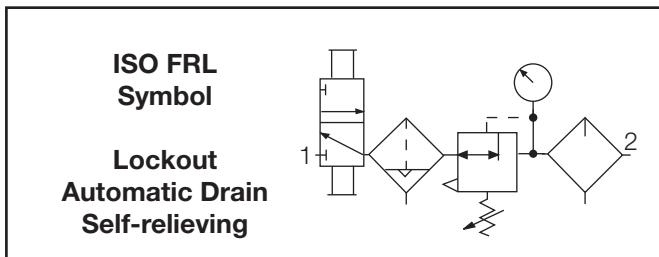 ISO FRL
Symbol
Lockout
Automatic Drain
Self-relieving
1
2